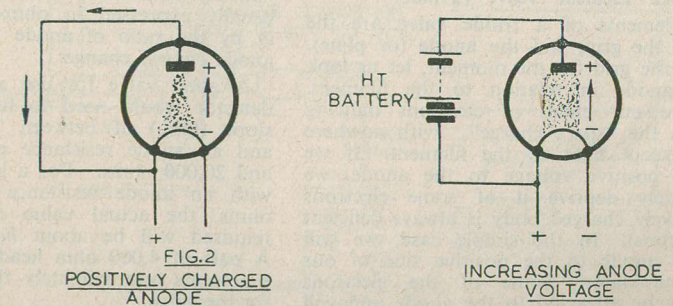 HT
BATTERY
+
-
+
-
+
+
-
FIG.2
POSITIVELY CHARGED
ANODE
INCREASING ANODE
VOLTAGE